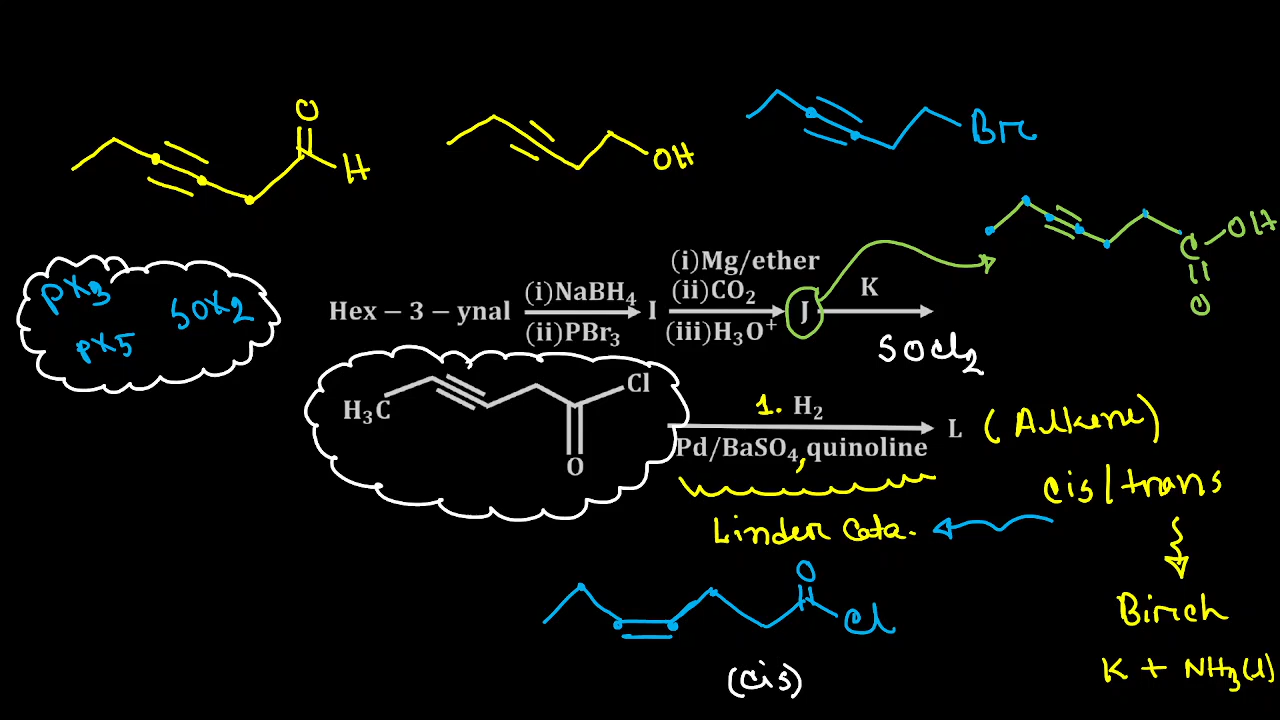 O
H
OH
Br
OH
C
O
PX3
SOX2
PX5
Hex − 3 − ynal (i)NaBH₄ (ii)PBr₃ I (i)Mg/ether (ii)CO₂ (iii)H₃O⁺ J K
SOCl2
H₃C
Cl
O
1. H₂
Pd/BaSO₄, quinoline
L (Alkene)
cis/trans
Linder Cata.
O
Cl
(cis)
Birch
K + NH3(l)